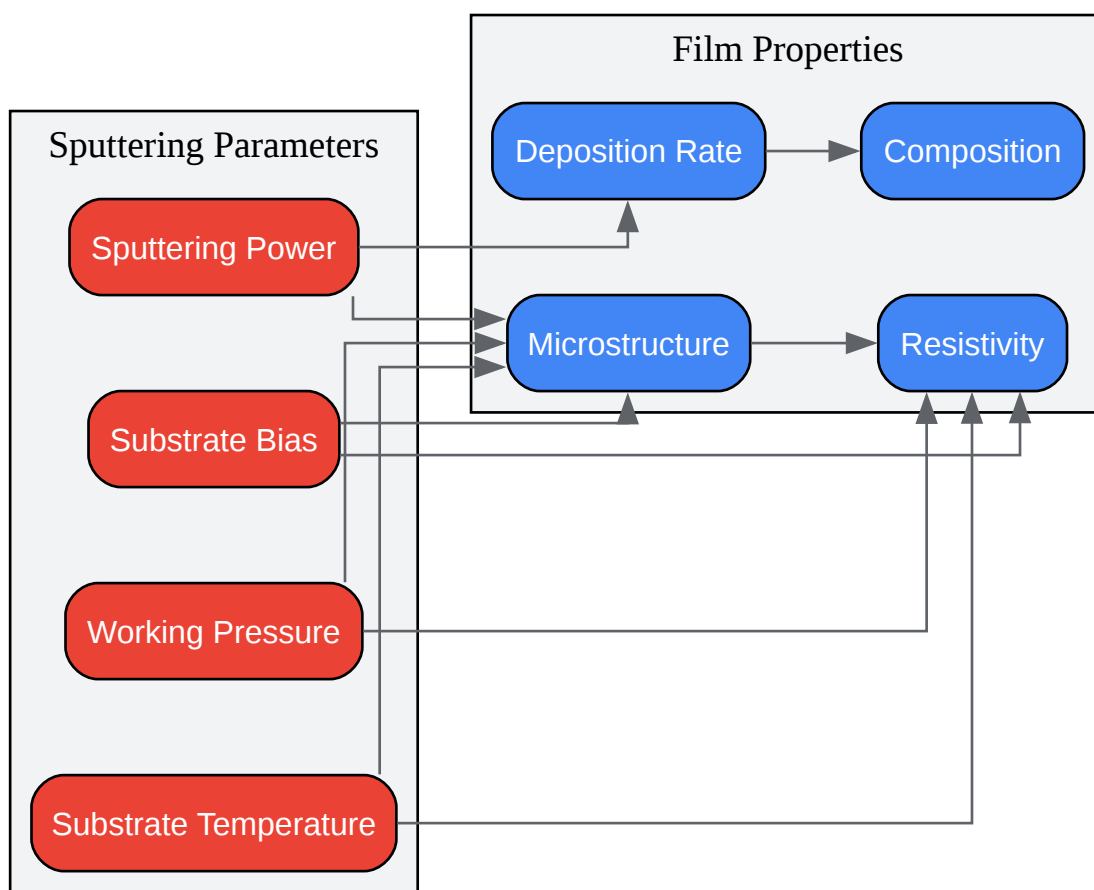 Film Properties
Deposition Rate
Composition
Microstructure
Resistivity
Sputtering Parameters
Sputtering Power
Substrate Bias
Working Pressure
Substrate Temperature